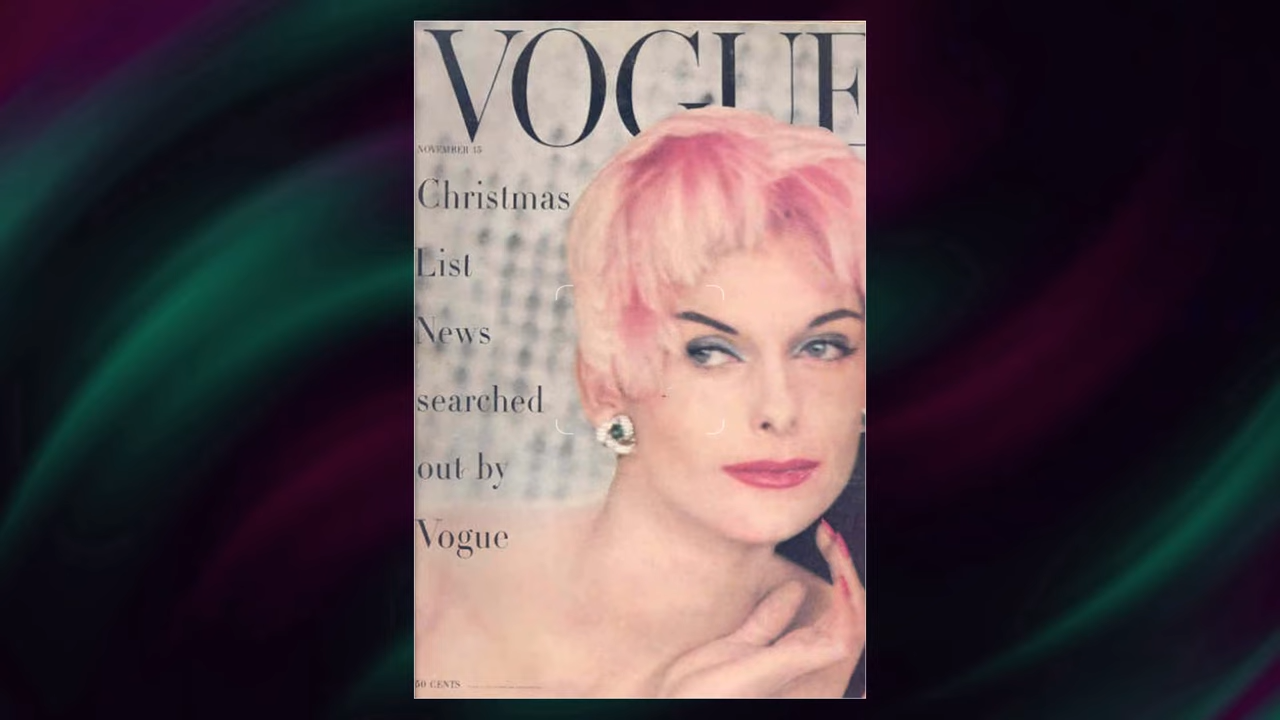 VOGUE
NOVEMBER 15
Christmas
List
News
searched
out by
Vogue
50 CENTS